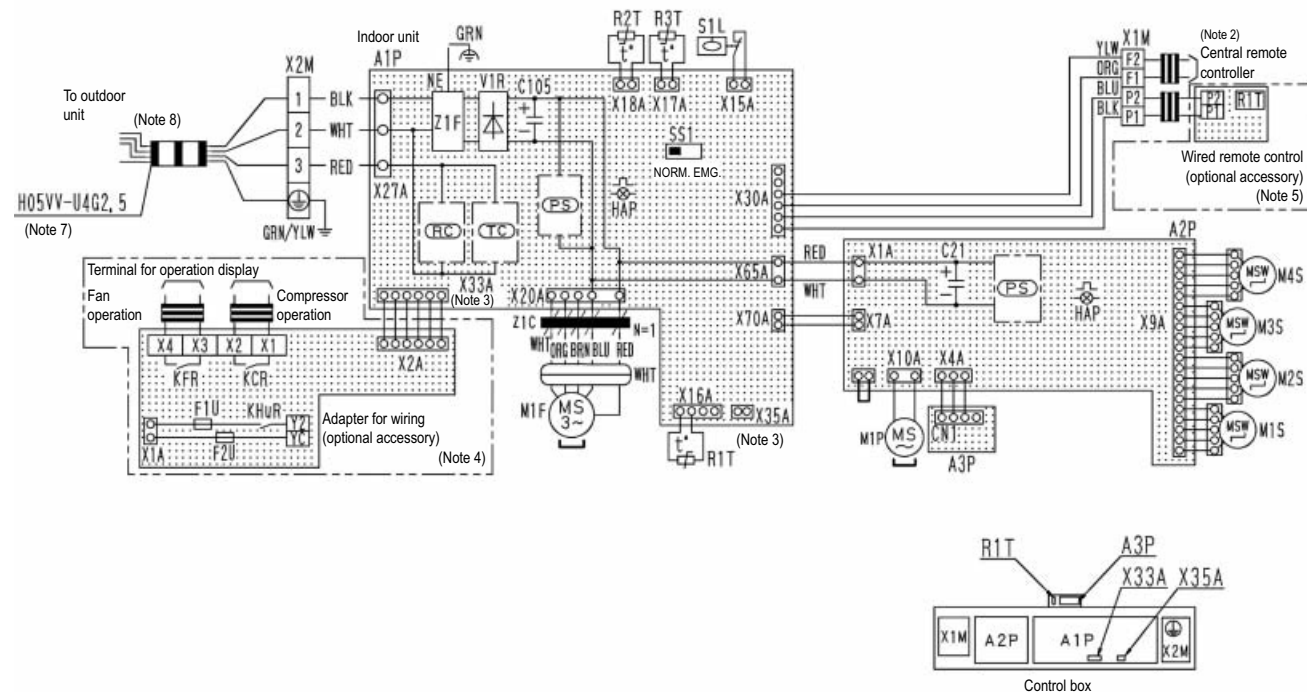 Indoor unit
A1P
GRN
R2T
R3T
S1L
t°
t°
X18A
X17A
X15A
X2M
1
2
3
BLK
WHT
RED
GRN/YLW
To outdoor
unit
(Note 8)
H05VV-U4G2,5
(Note 7)
X27A
NE
Z1F
V1R
C105
+
−
PS
RC
TC
SS1
NORM. EMG.
HAP
X30A
X65A
X70A
X33A
(Note 3)
X20A
Z1C
N=1
WHT
ORG
BRN
BLU
RED
WHT
M1F
MS
3~
X16A
X35A
(Note 3)
t°
R1T
YLW
ORG
BLU
BLK
X1M
F2
F1
P2
P1
(Note 2)
Central remote
controller
P2
P1
R1T
Wired remote control
(optional accessory)
(Note 5)
RED
WHT
X1A
X7A
C21
+
−
PS
HAP
A2P
X9A
MSW
M4S
MSW
M3S
MSW
M2S
MSW
M1S
X10A
X4A
M1P
MS
CN1
A3P
Terminal for operation display
Fan
operation
Compressor
operation
X4
X3
X2
X1
KFR
KCR
X2A
F1U
KHuR
Y2
YC
F2U
X1A
Adapter for wiring
(optional accessory)
(Note 4)
R1T
A3P
X33A
X35A
X1M
A2P
A1P
X2M
Control box